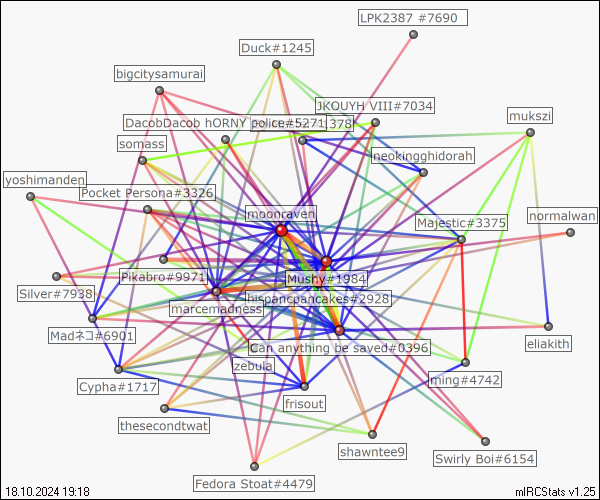 LPK2387 #7690
Duck#1245
bigcitysamurai
JKQUYH VIII#7034
mukszi
DacobDacob hORNY police#5271
1378
somass
neokingghidorah
yoshimanden
Pocket Persona#3326
moonraven
Majestic#3375
normalwan
Pikabro#9971
Mushy#1984
Silver#7938
hispancpancakes#2928
marcemadness
Madネコ#6901
Can anything be saved#0396
eliakith
zebula
Cypha#1717
ming#4742
frisout
thesecondtwat
shawntee9
Swirly Boi#6154
Fedora Stoat#4479
18.10.2024 19:18
mIRCStats v1.25